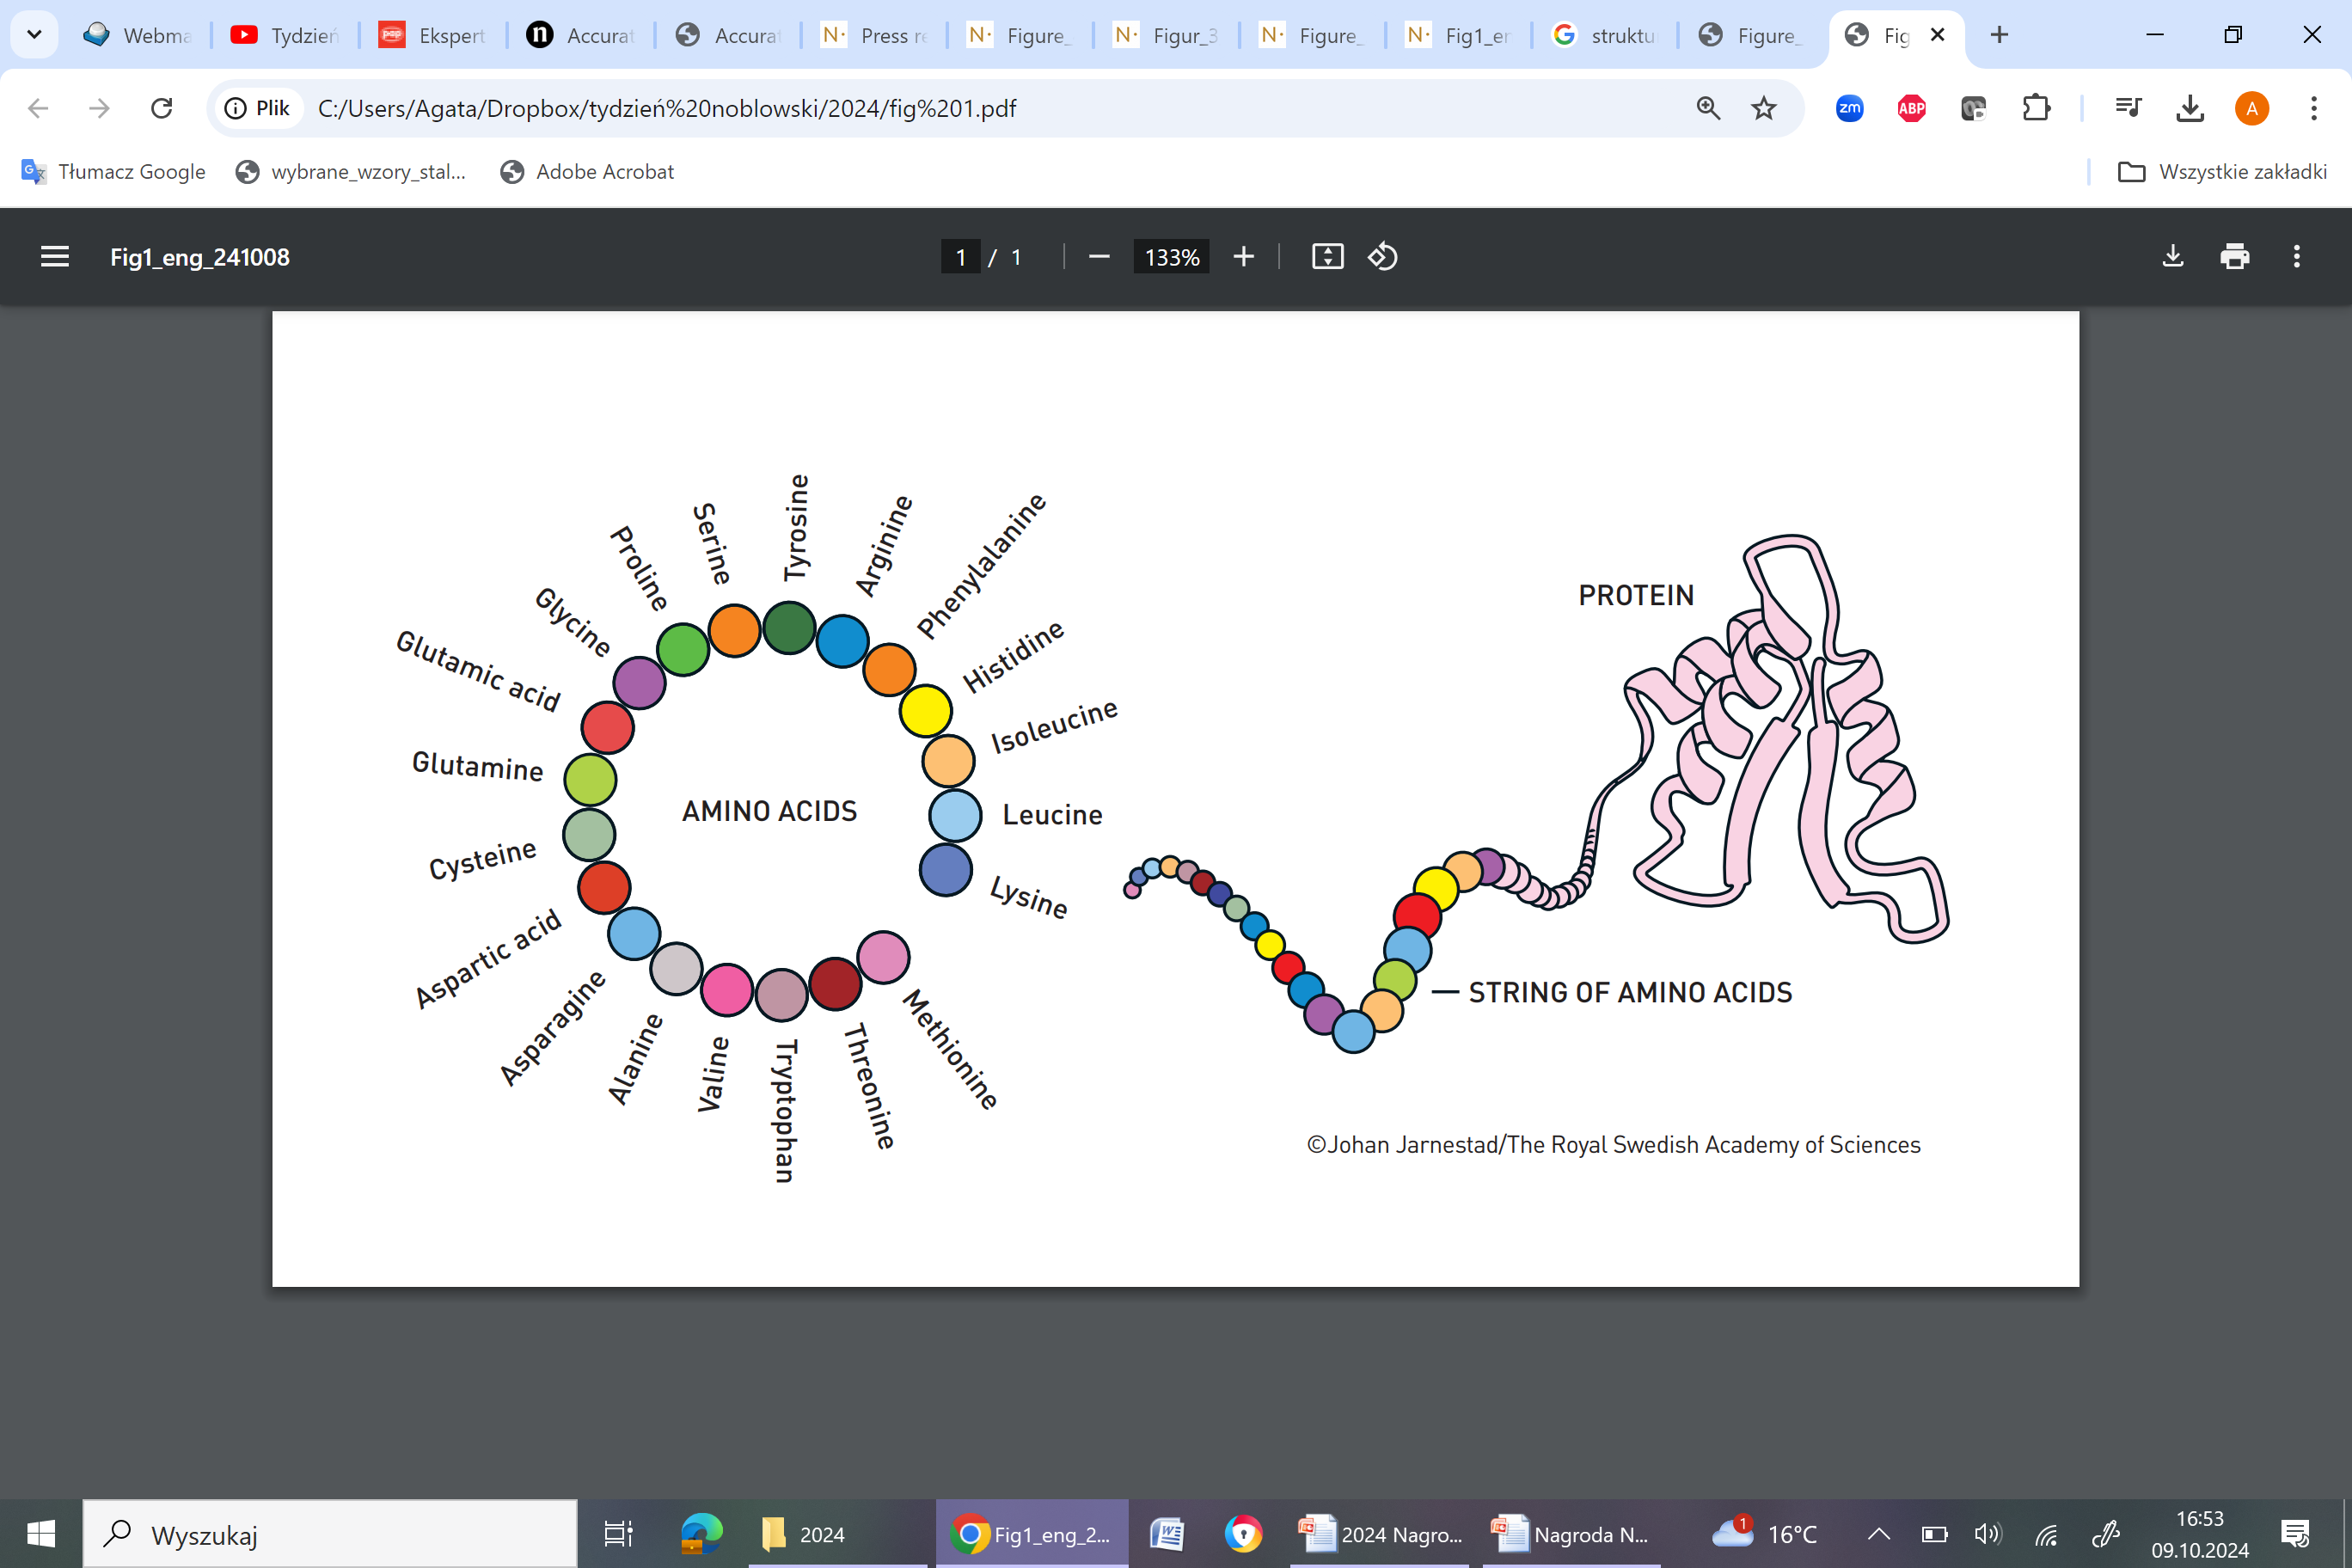 Webma
Tydzień
Ekspert
Accurat
Accurat
Press re
Figure_
Figur_3
Figure_
Fig1_er
struktu
Figure_
Fig
Plik
C:/Users/Agata/Dropbox/tydzień%20noblowski/2024/fig%201.pdf
zm
ABP
A
Tłumacz Google
wybrane_wzory_stal...
Adobe Acrobat
Wszystkie zakładki
Fig1_eng_241008
1 / 1
133%
Methionine
Threonine
Tryptophan
Valine
Alanine
Asparagine
Aspartic acid
Cysteine
Glutamine
Glutamic acid
Glycine
Proline
Serine
Tyrosine
Arginine
Phenylalanine
Histidine
Isoleucine
Leucine
Lysine
AMINO ACIDS
PROTEIN
STRING OF AMINO ACIDS
©Johan Jarnestad/The Royal Swedish Academy of Sciences
Wyszukaj
2024
Fig1_eng_2...
2024 Nagro...
Nagroda N...
1
16°C
16:53
09.10.2024